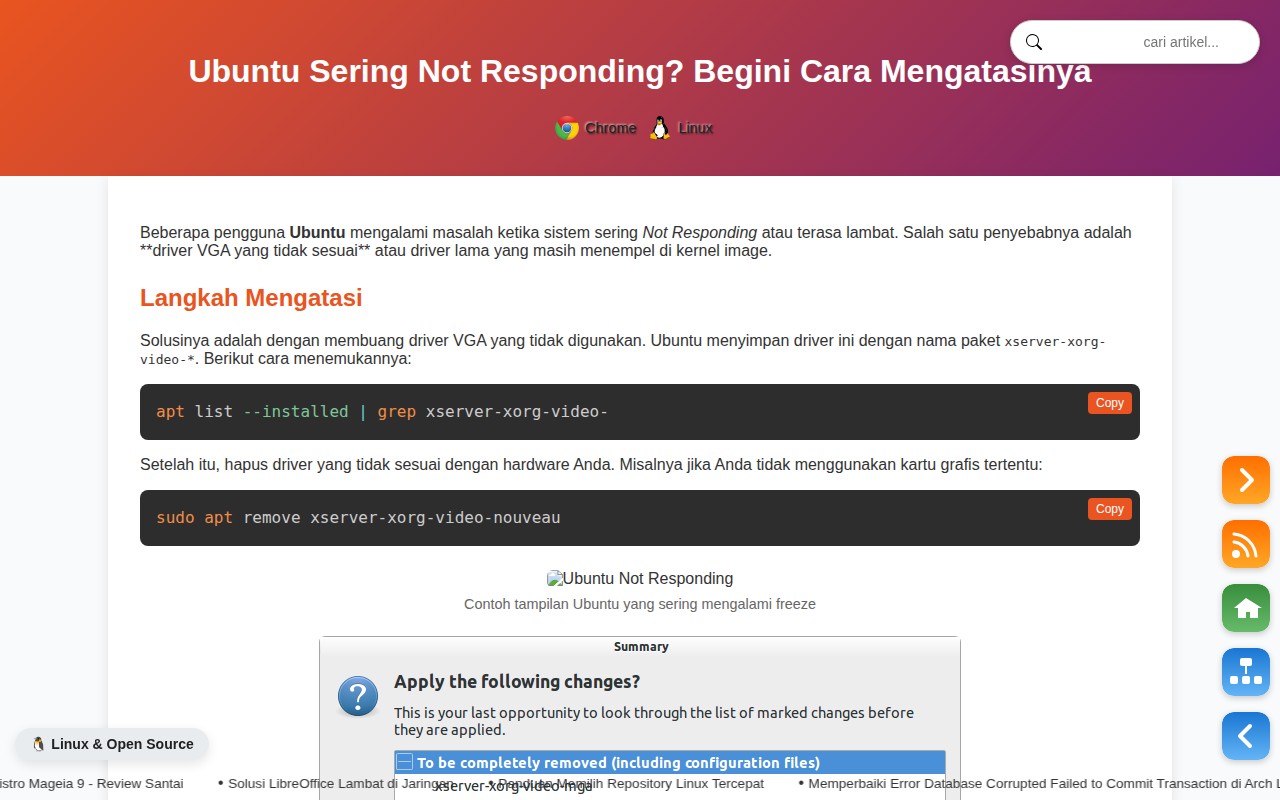 cari artikel...
Ubuntu Sering Not Responding? Begini Cara Mengatasinya
Chrome Linux
Beberapa pengguna Ubuntu mengalami masalah ketika sistem sering Not Responding atau terasa lambat. Salah satu penyebabnya adalah
**driver VGA yang tidak sesuai** atau driver lama yang masih menempel di kernel image.
Langkah Mengatasi
Solusinya adalah dengan membuang driver VGA yang tidak digunakan. Ubuntu menyimpan driver ini dengan nama paket xserver-xorg-
video-*. Berikut cara menemukannya:
Copy
apt list --installed | grep xserver-xorg-video-
Setelah itu, hapus driver yang tidak sesuai dengan hardware Anda. Misalnya jika Anda tidak menggunakan kartu grafis tertentu:
Copy
sudo apt remove xserver-xorg-video-nouveau
Ubuntu Not Responding
Contoh tampilan Ubuntu yang sering mengalami freeze
Summary
Apply the following changes?
This is your last opportunity to look through the list of marked changes before
they are applied.
To be completely removed (including configuration files)
xserver-xorg-video-mga
Linux & Open Source
istro Mageia 9 - Review Santai • Solusi LibreOffice Lambat di Jaringan • Panduan Memilih Repository Linux Tercepat • Memperbaiki Error Database Corrupted Failed to Commit Transaction di Arch L